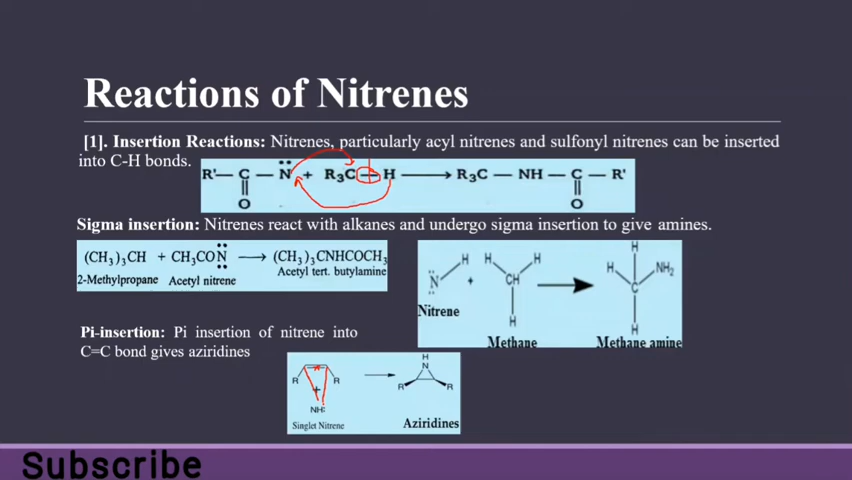 Reactions of Nitrenes
[1]. Insertion Reactions: Nitrenes, particularly acyl nitrenes and sulfonyl nitrenes can be inserted
into C-H bonds.
R'— C — N̈ + R₃C — H ⟶ R₃C — NH — C — R'
O O
Sigma insertion: Nitrenes react with alkanes and undergo sigma insertion to give amines.
(CH₃)₃CH + CH₃CON ⟶ (CH₃)₃CNHCOCH₃
2-Methylpropane Acetyl nitrene Acetyl tert. butylamine
N H + H H CH H ⟶ H H C NH₂ H
Nitrene Methane Methane amine
Pi-insertion: Pi insertion of nitrene into
C=C bond gives aziridines
R R + NH: ⟶ H N R R
Singlet Nitrene Aziridines
Subscribe